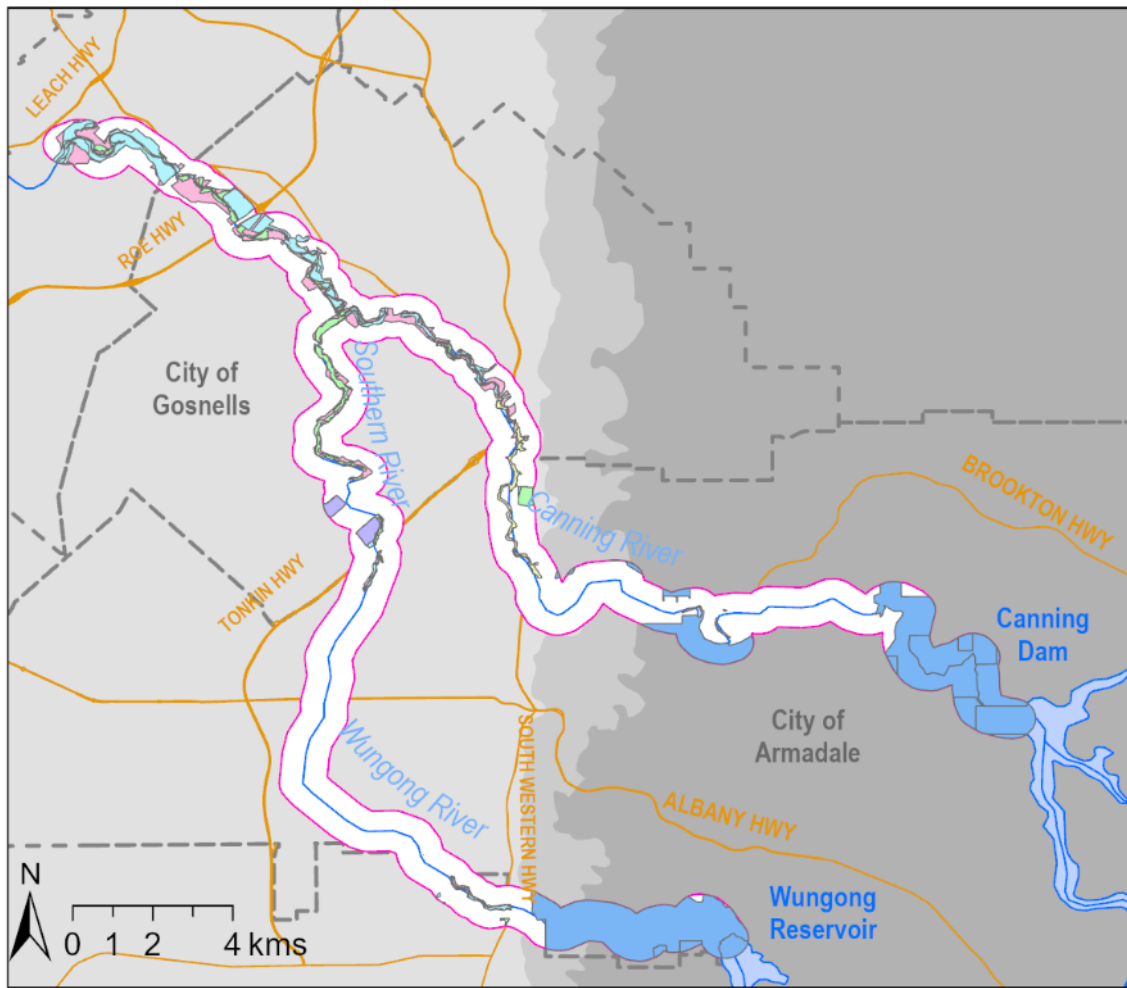 LEACH HWY
ROE HWY
City of
Gosnells
Southern River
Canning River
BROOKTON HWY
TONKIN HWY
Canning
Dam
City of
Armadale
Wungong River
SOUTH WESTERN HWY
ALBANY HWY
Wungong
Reservoir
N
0 1 2 4 kms